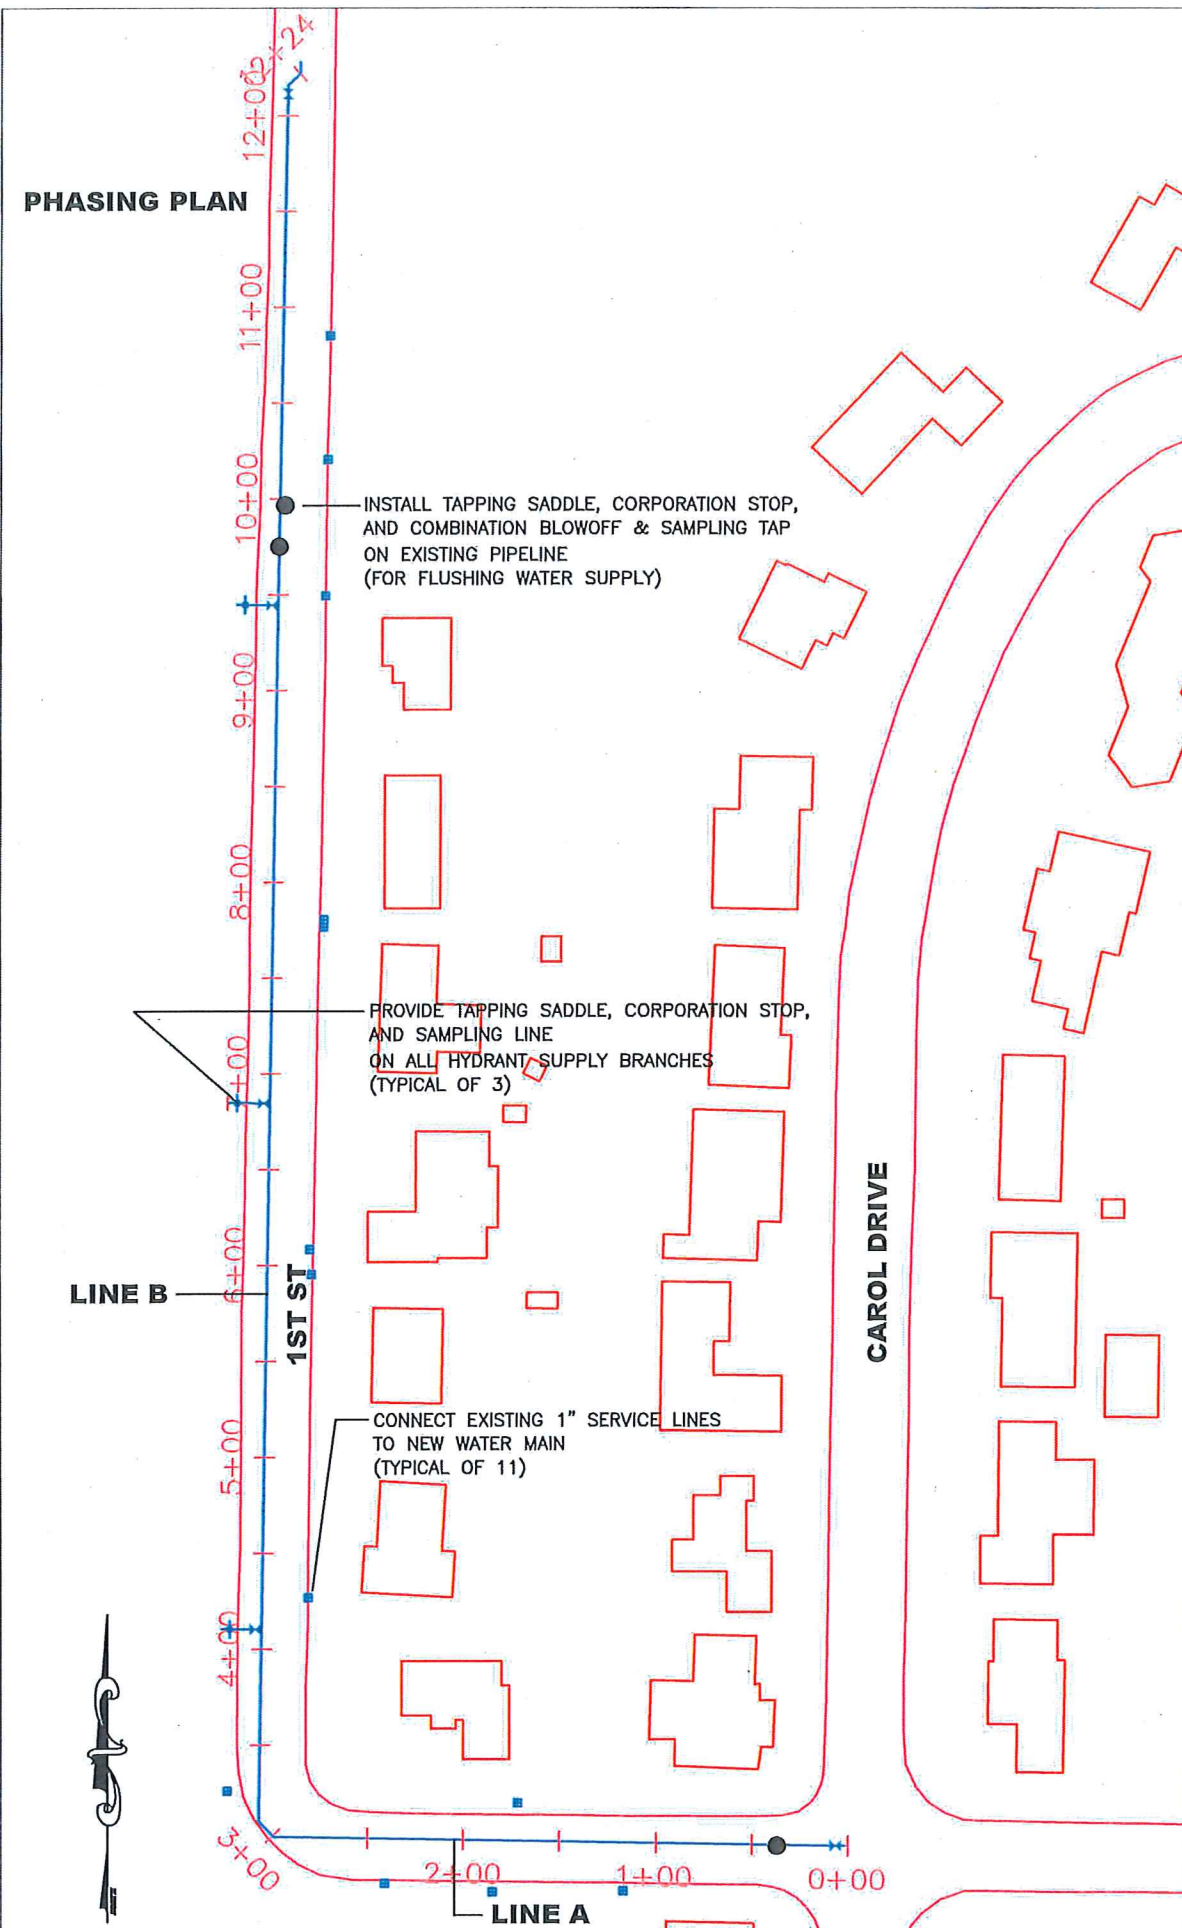 12+24
12+00
PHASING PLAN
11+00
10+00
INSTALL TAPPING SADDLE, CORPORATION STOP,
AND COMBINATION BLOWOFF & SAMPLING TAP
ON EXISTING PIPELINE
(FOR FLUSHING WATER SUPPLY)
9+00
8+00
PROVIDE TAPPING SADDLE, CORPORATION STOP,
AND SAMPLING LINE
ON ALL HYDRANT SUPPLY BRANCHES
(TYPICAL OF 3)
7+00
CAROL DRIVE
6+00
LINE B
1ST ST
CONNECT EXISTING 1" SERVICE LINES
TO NEW WATER MAIN
(TYPICAL OF 11)
5+00
4+00
3+00
2+00
1+00
0+00
LINE A